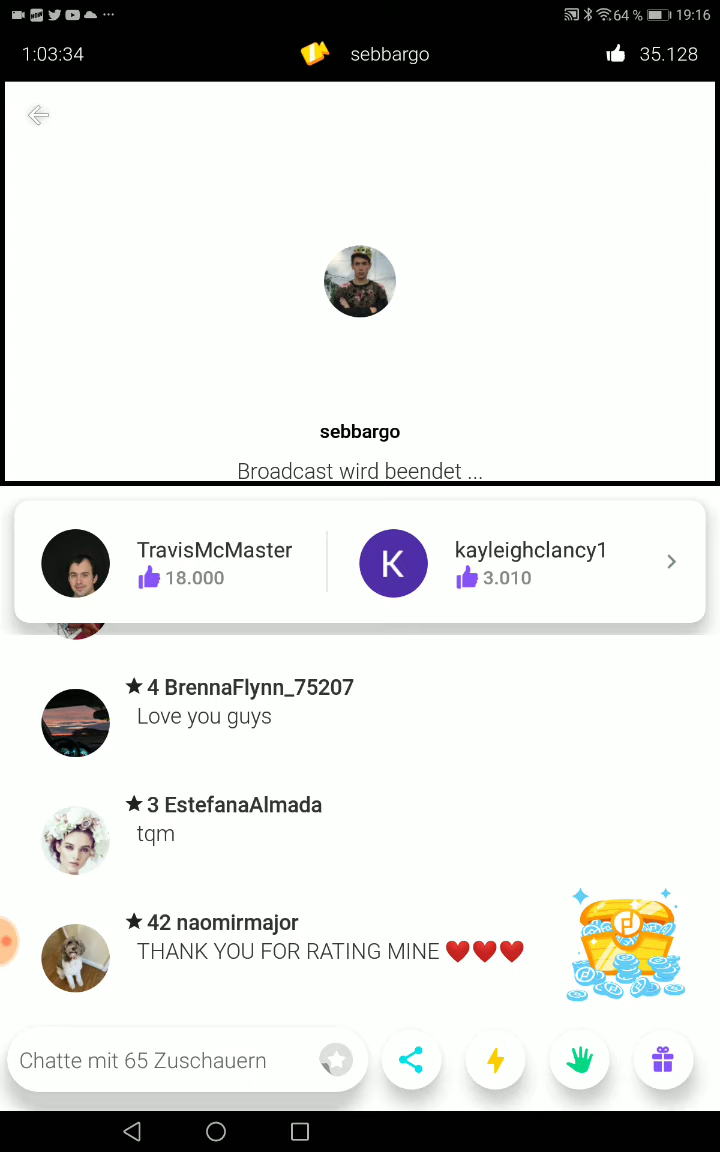 64 % 19:16
1:03:34 sebbargo 35.128
sebbargo
Broadcast wird beendet ...
TravisMcMaster kayleighclancy1
18.000 3.010
K
4 BrennaFlynn_75207
Love you guys
3 EstefanaAlmada
tqm
42 naomirmajor
THANK YOU FOR RATING MINE ❤️❤️❤️
Chatte mit 65 Zuschauern